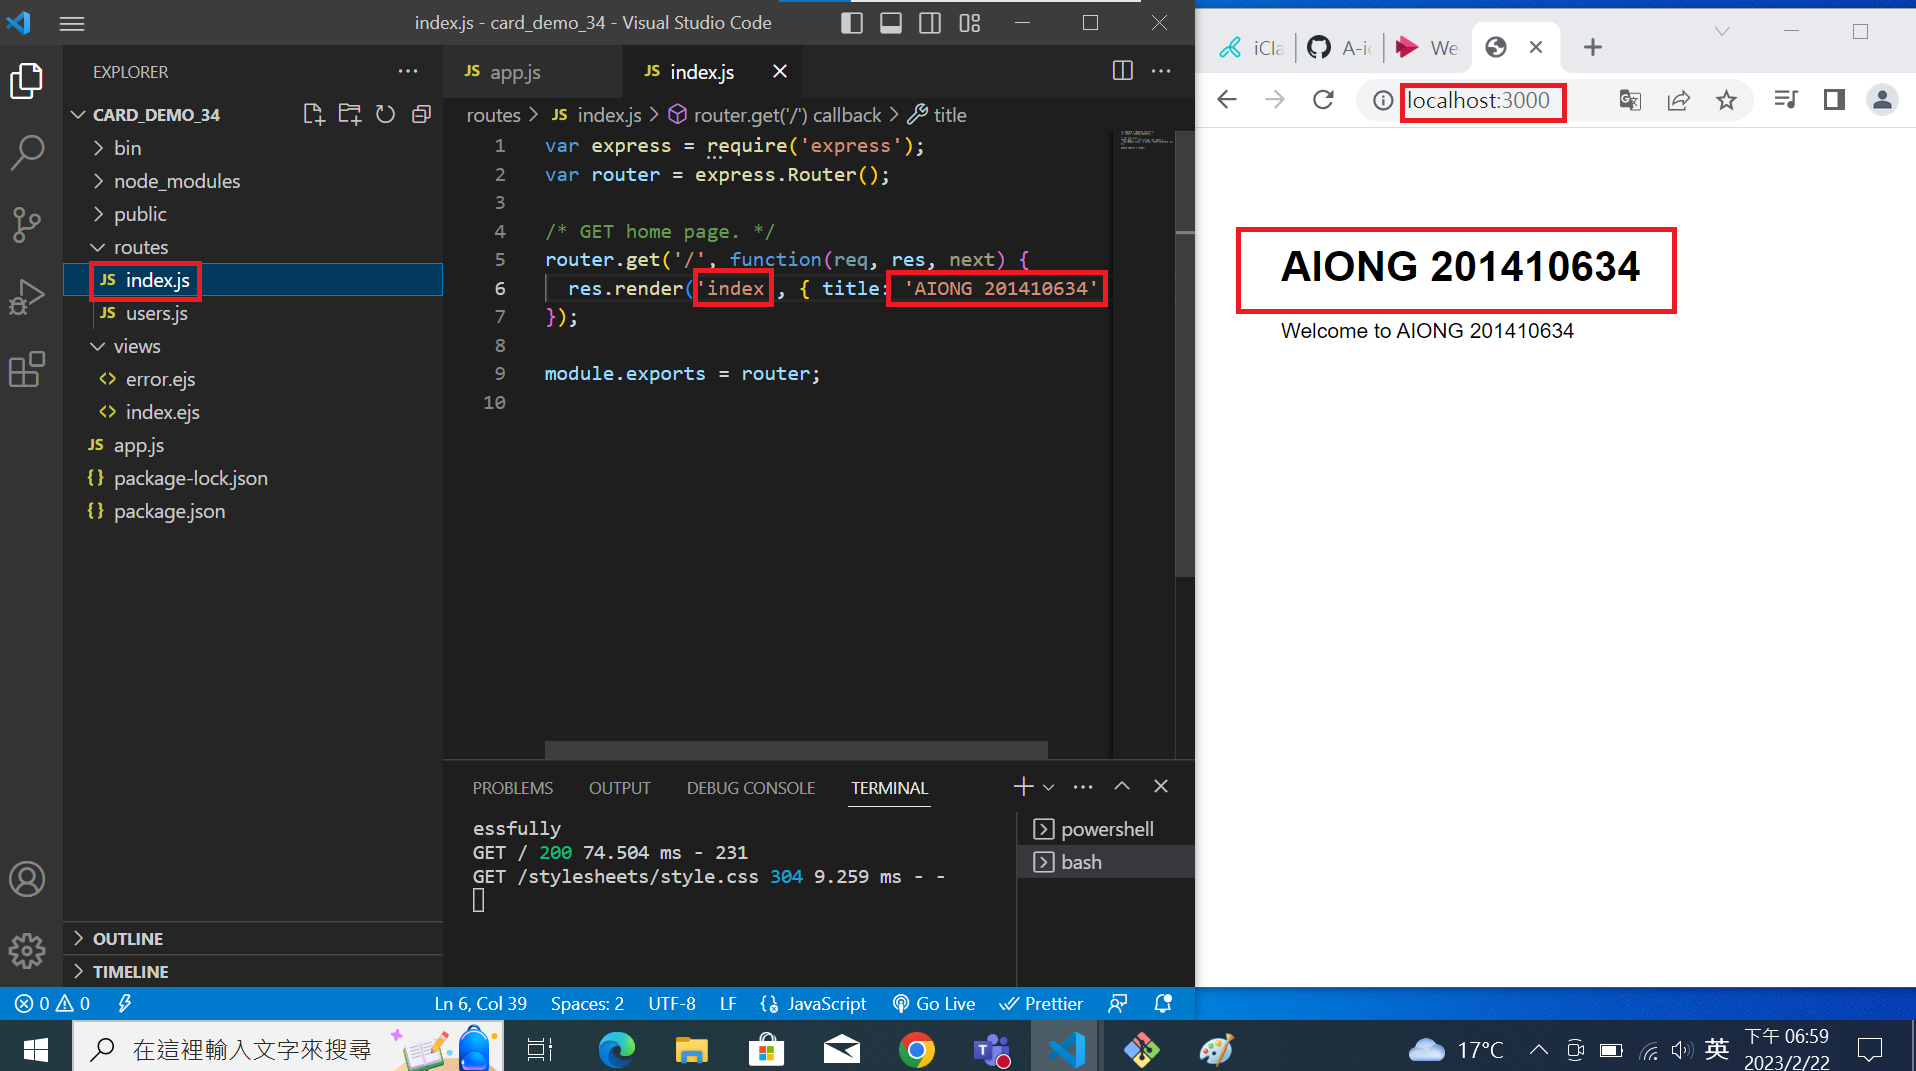 index.js - card_demo_34 - Visual Studio Code
EXPLORER
CARD_DEMO_34
bin
node_modules
public
routes
JS index.js
JS users.js
views
<> error.ejs
<> index.ejs
JS app.js
{} package-lock.json
{} package.json
OUTLINE
TIMELINE
JS app.js
JS index.js
routes > JS index.js > router.get('/') callback > title
1 var express = require('express');
2 var router = express.Router();
3
4 /* GET home page. */
5 router.get('/', function(req, res, next) {
6 res.render('index , { title: 'AIONG 201410634'
7 });
8
9 module.exports = router;
10
PROBLEMS OUTPUT DEBUG CONSOLE TERMINAL
essfully
GET / 200 74.504 ms - 231
GET /stylesheets/style.css 304 9.259 ms - -
powershell
bash
0 0 Ln 6, Col 39 Spaces: 2 UTF-8 LF JavaScript Go Live Prettier
iCla
A-i
We
localhost:3000
AIONG 201410634
Welcome to AIONG 201410634
在這裡輸入文字來搜尋
17°C
英
下午 06:59
2023/2/22